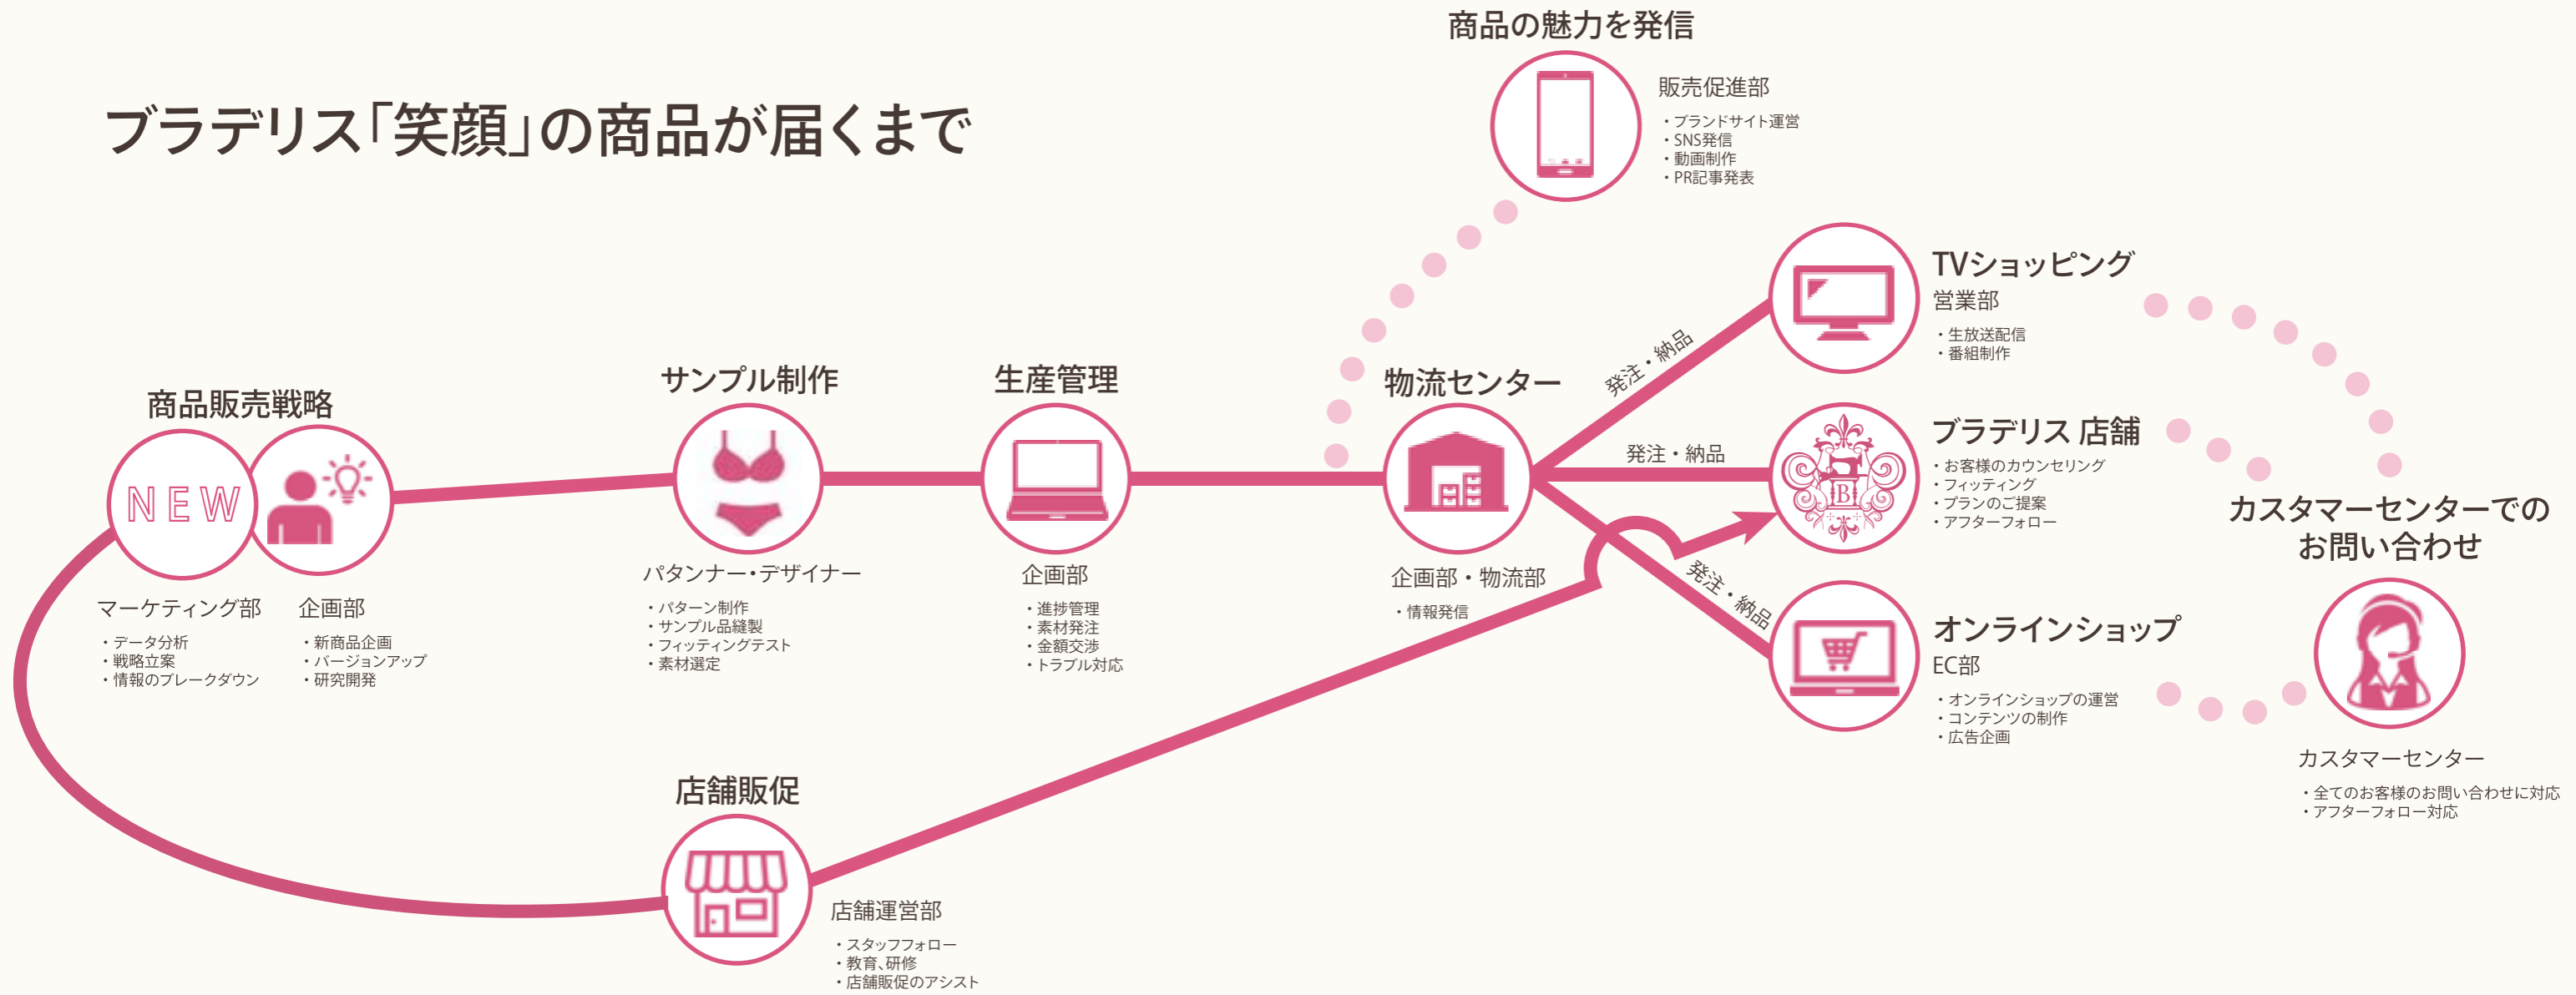 ブラデリス「笑顔」の商品が届くまで
商品販売戦略
NEW
マーケティング部
・データ分析
・戦略立案
・情報のブレークダウン
企画部
・新商品企画
・バージョンアップ
・研究開発
サンプル制作
パタンナー・デザイナー
・パターン制作
・サンプル品縫製
・フィッティングテスト
・素材選定
生産管理
企画部
・進捗管理
・素材発注
・金額交渉
・トラブル対応
商品の魅力を発信
販売促進部
・ブランドサイト運営
・SNS発信
・動画制作
・PR記事発表
物流センター
企画部・物流部
・情報発信
発注・納品
発注・納品
発注・納品
TVショッピング
営業部
・生放送配信
・番組制作
ブラデリス 店舗
B
・お客様のカウンセリング
・フィッティング
・プランのご提案
・アフターフォロー
オンラインショップ
EC部
・オンラインショップの運営
・コンテンツの制作
・広告企画
カスタマーセンターでの
お問い合わせ
カスタマーセンター
・全てのお客様のお問い合わせに対応
・アフターフォロー対応
店舗販促
店舗運営部
・スタッフフォロー
・教育、研修
・店舗販促のアシスト